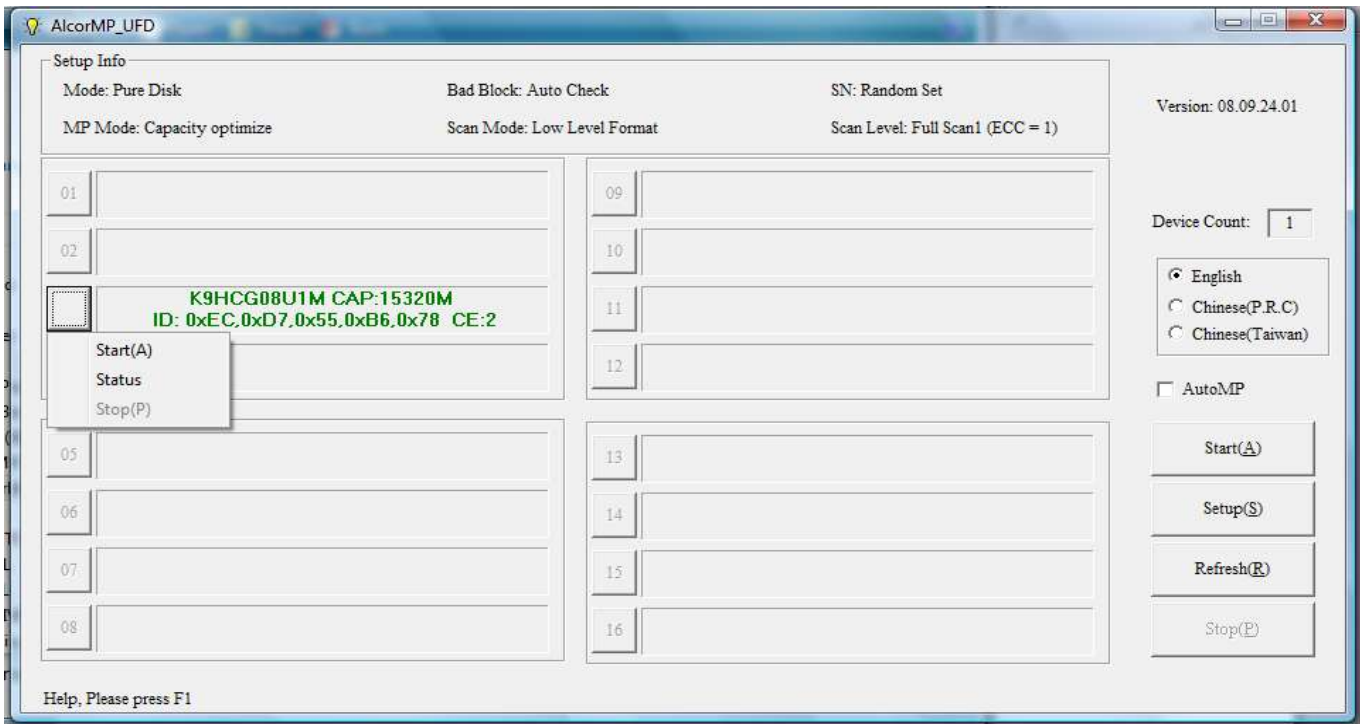 AlcorMP_UFD
Setup Info
Mode: Pure Disk
Bad Block: Auto Check
SN: Random Set
MP Mode: Capacity optimize
Scan Mode: Low Level Format
Scan Level: Full Scan1 (ECC = 1)
Version: 08.09.24.01
01
02
K9HCG08U1M CAP:15320M
ID: 0xEC,0xD7,0x55,0xB6,0x78 CE:2
Start(A)
Status
Stop(P)
05
06
07
08
09
10
11
12
13
14
15
16
Device Count: 1
English
Chinese(P.R.C)
Chinese(Taiwan)
AutoMP
Start(A)
Setup(S)
Refresh(R)
Stop(P)
Help, Please press F1